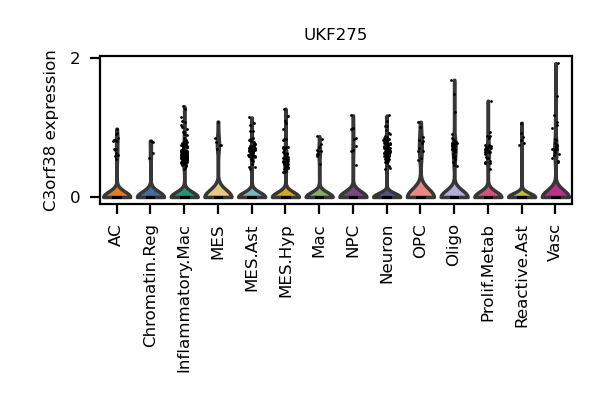 UKF275
C3orf38 expression
2
0
AC
Chromatin.Reg
Inflammatory.Mac
MES
MES.Ast
MES.Hyp
Mac
NPC
Neuron
OPC
Oligo
Prolif.Metab
Reactive.Ast
Vasc